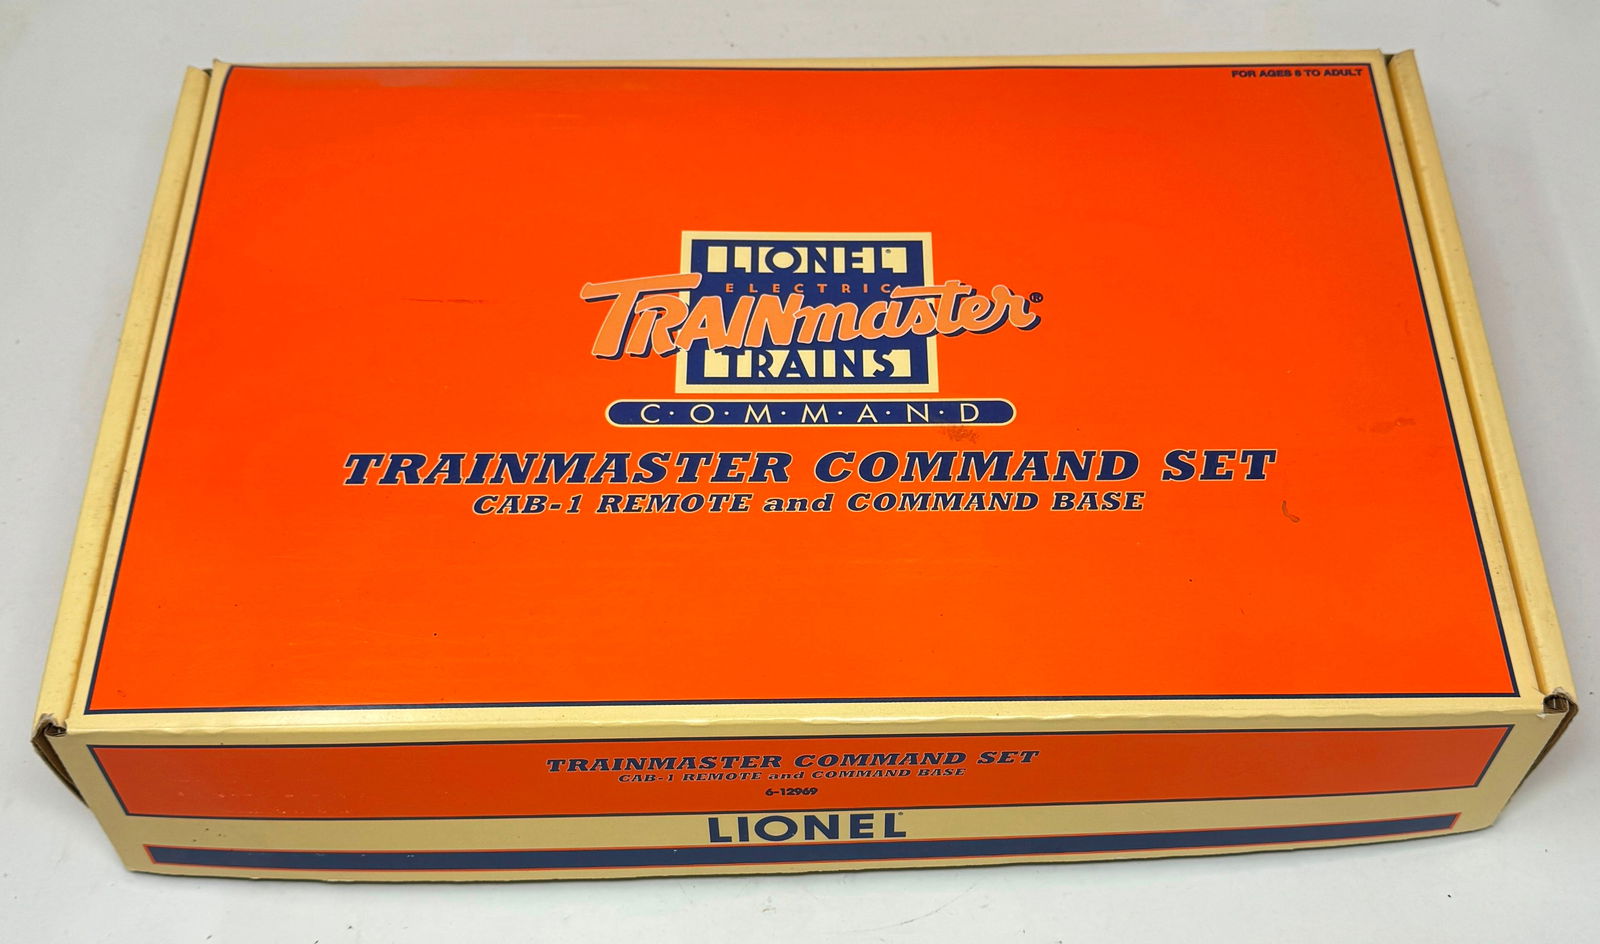 FOR AGES 8 TO ADULT
LIONEL
ELECTRIC
TRAINmaster®
TRAINS
C·O·M·M·A·N·D
TRAINMASTER COMMAND SET
CAB-1 REMOTE and COMMAND BASE
TRAINMASTER COMMAND SET
CAB-1 REMOTE and COMMAND BASE
6-12969
LIONEL